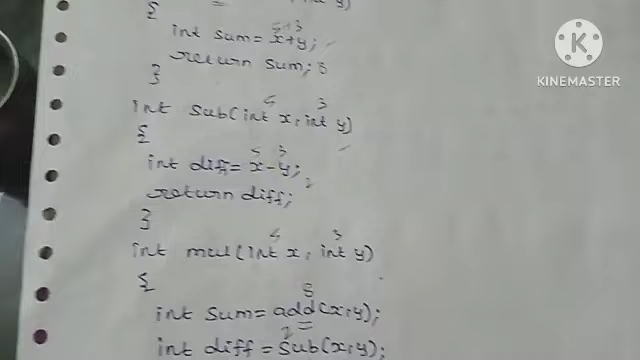 int y)
{
int sum = x+y;
return sum; 
}
int sub(int x, int y)
{
int diff = x-y;
return diff;
}
int mul(int x, int y)
{
int sum = add(x,y);
int diff = sub(x,y);
KINEMASTER